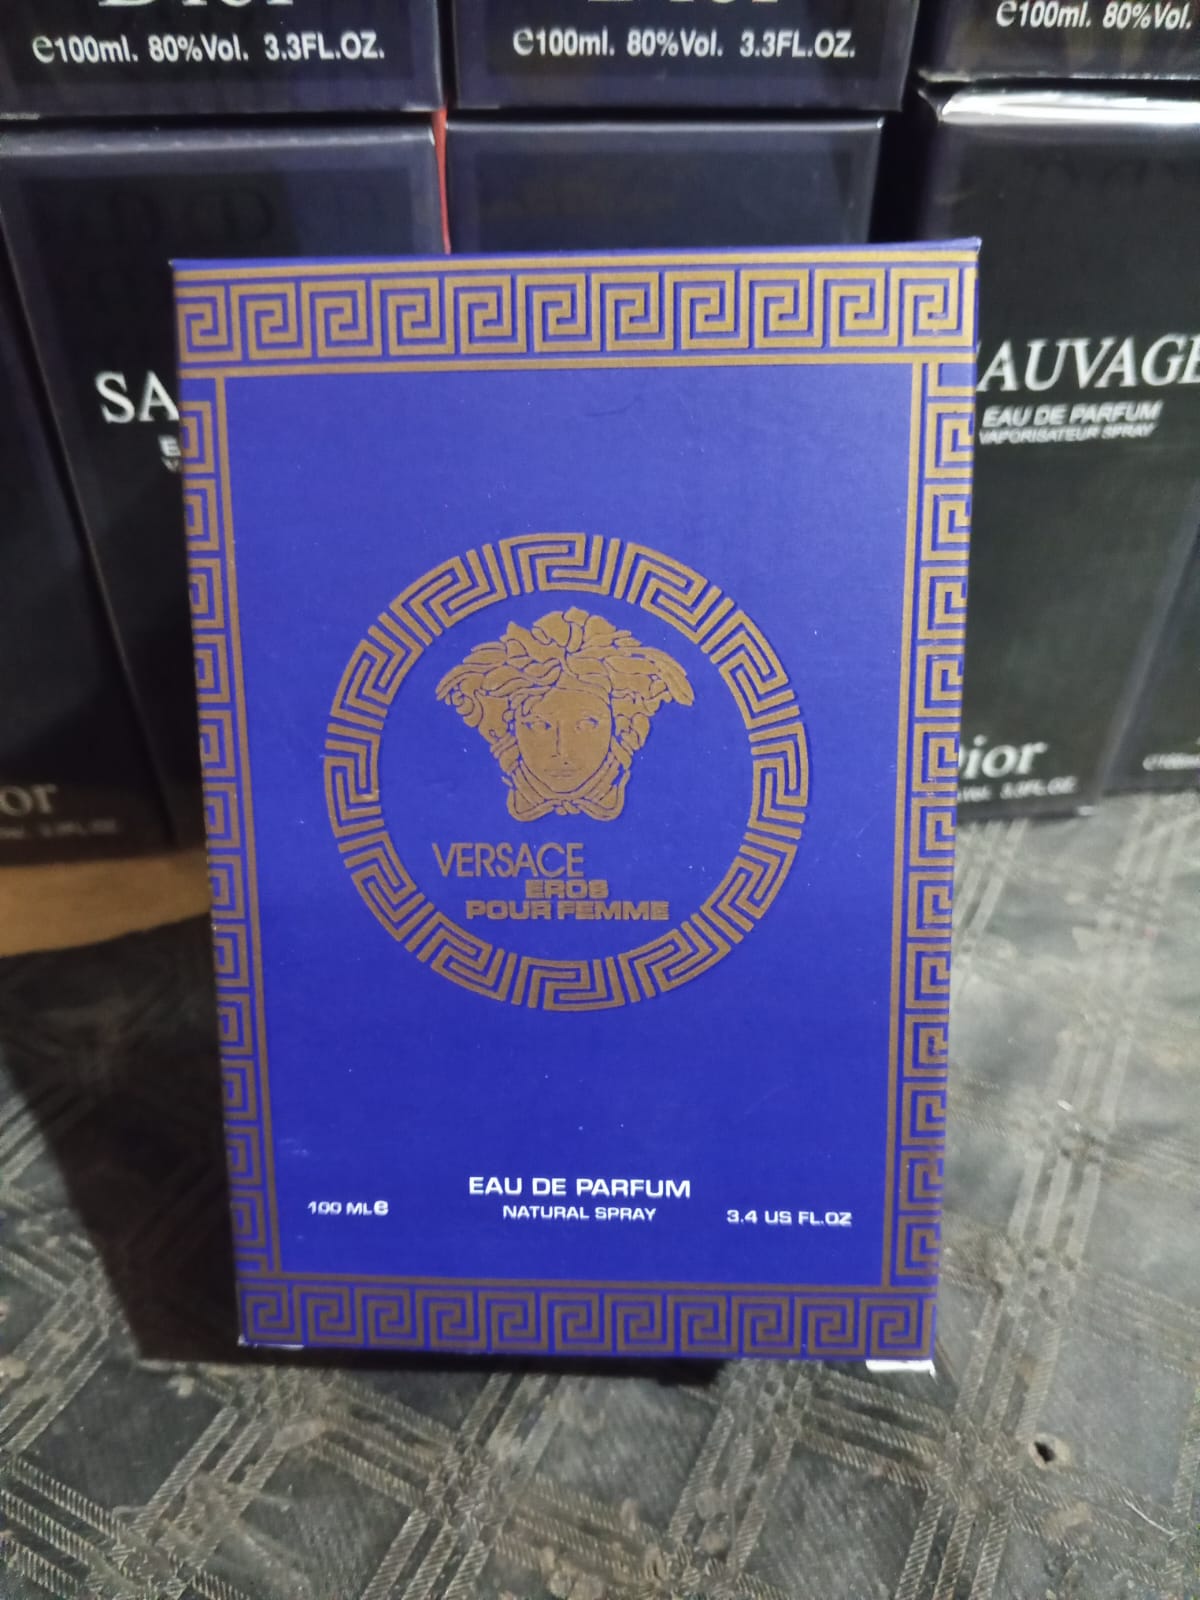 e100ml. 80%Vol. 3.3FL.OZ.
e100ml. 80%Vol. 3.3FL.OZ.
e100ml. 80%Vol.
SA
AUVAGE
EAU DE PARFUM
VAPORISATEUR SPRAY
ior
or
VERSACE
EROS
POUR FEMME
EAU DE PARFUM
NATURAL SPRAY
100 ML e
3.4 US FL.OZ